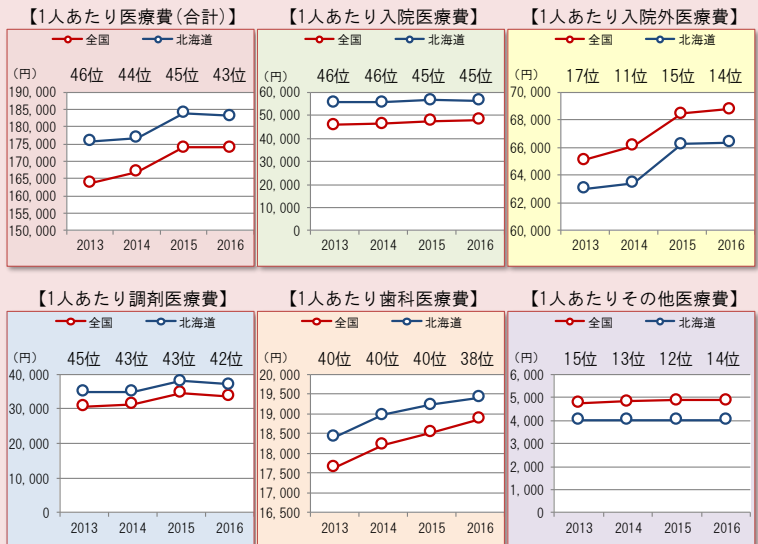 【1人あたり医療費(合計)】
全国 北海道
(円)
46位 44位 45位 43位
190,000
185,000
180,000
175,000
170,000
165,000
160,000
155,000
150,000
2013 2014 2015 2016
【1人あたり入院医療費】
全国 北海道
(円)
46位 46位 45位 45位
60,000
50,000
40,000
30,000
20,000
10,000
0
2013 2014 2015 2016
【1人あたり入院外医療費】
全国 北海道
(円)
17位 11位 15位 14位
70,000
68,000
66,000
64,000
62,000
60,000
2013 2014 2015 2016
【1人あたり調剤医療費】
全国 北海道
(円)
45位 43位 43位 42位
40,000
30,000
20,000
10,000
0
2013 2014 2015 2016
【1人あたり歯科医療費】
全国 北海道
(円)
40位 40位 40位 38位
20,000
19,500
19,000
18,500
18,000
17,500
17,000
16,500
2013 2014 2015 2016
【1人あたりその他医療費】
全国 北海道
(円)
15位 13位 12位 14位
6,000
5,000
4,000
3,000
2,000
1,000
0
2013 2014 2015 2016